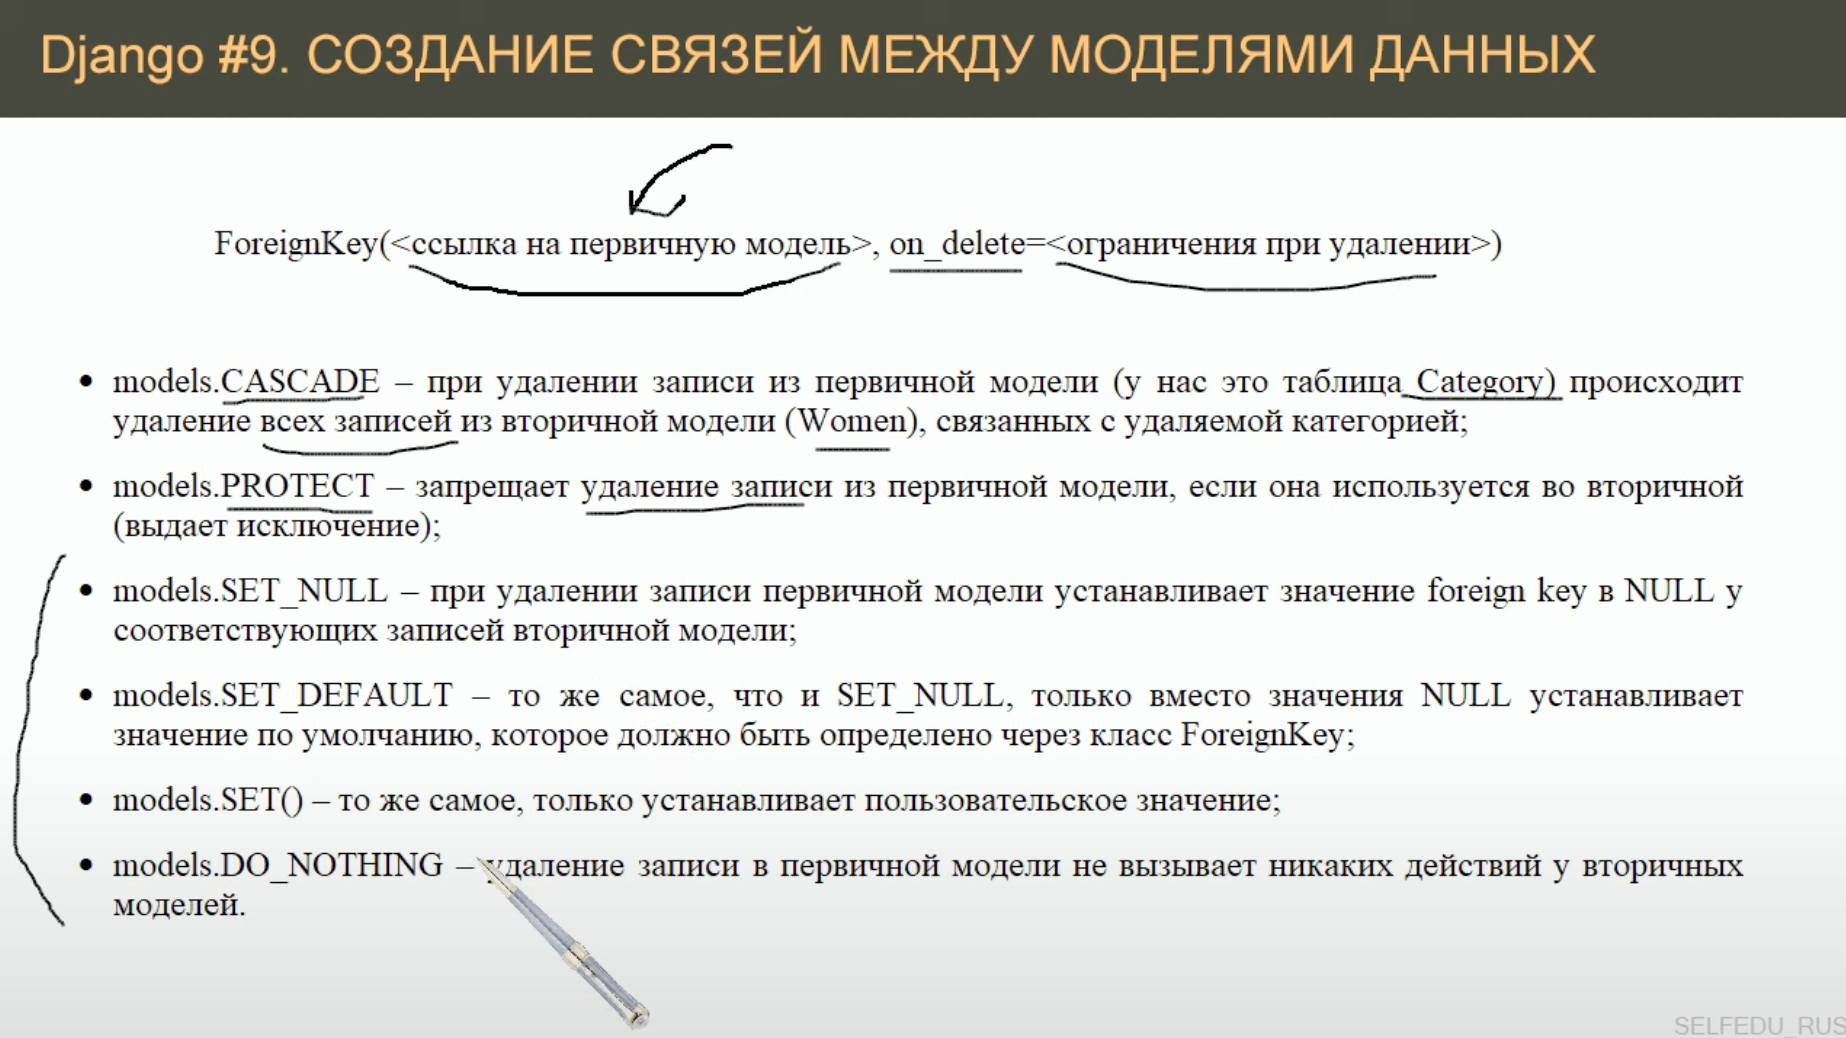 Django #9. СОЗДАНИЕ СВЯЗЕЙ МЕЖДУ МОДЕЛЯМИ ДАННЫХ
ForeignKey(<ссылка на первичную модель>, on_delete=<ограничения при удалении>)
• models.CASCADE – при удалении записи из первичной модели (у нас это таблица Category) происходит
удаление всех записей из вторичной модели (Women), связанных с удаляемой категорией;
• models.PROTECT – запрещает удаление записи из первичной модели, если она используется во вторичной
(выдает исключение);
• models.SET_NULL – при удалении записи первичной модели устанавливает значение foreign key в NULL у
соответствующих записей вторичной модели;
• models.SET_DEFAULT – то же самое, что и SET_NULL, только вместо значения NULL устанавливает
значение по умолчанию, которое должно быть определено через класс ForeignKey;
• models.SET() – то же самое, только устанавливает пользовательское значение;
• models.DO_NOTHING – удаление записи в первичной модели не вызывает никаких действий у вторичных
моделей.
SELFEDU_RUS